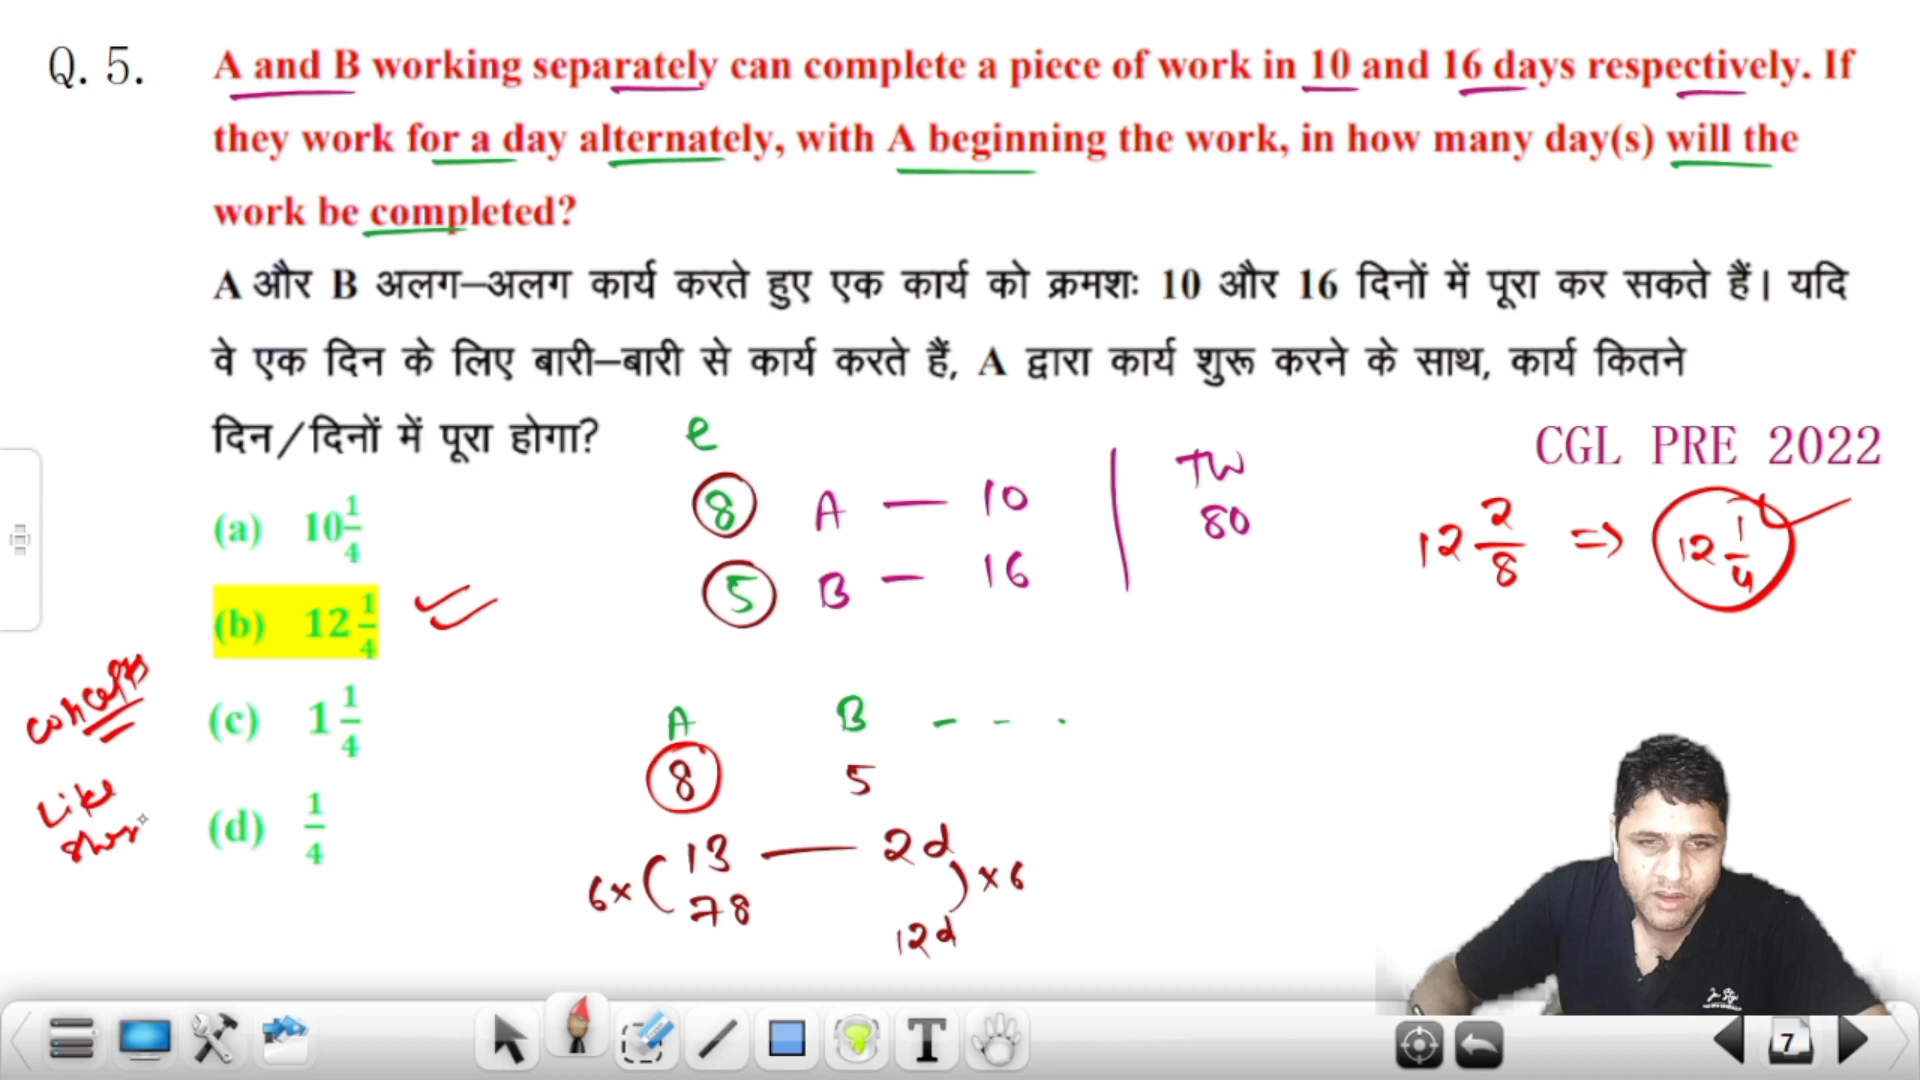 Q. 5. A and B working separately can complete a piece of work in 10 and 16 days respectively. If
they work for a day alternately, with A beginning the work, in how many day(s) will the
work be completed?
A और B अलग–अलग कार्य करते हुए एक कार्य को क्रमशः 10 और 16 दिनों में पूरा कर सकते हैं। यदि
वे एक दिन के लिए बारी–बारी से कार्य करते हैं, A द्वारा कार्य शुरू करने के साथ, कार्य कितने
दिन/दिनों में पूरा होगा?
CGL PRE 2022
(a) 10 1/4
(b) 12 1/4
(c) 1 1/4
(d) 1/4
e
8 A — 10
5 B — 16
TW
80
12 2/8 => 12 1/4
concepts
Like
A B - - .
8 5
6x ( 13 — 2d ) x6
78 12d
T
7